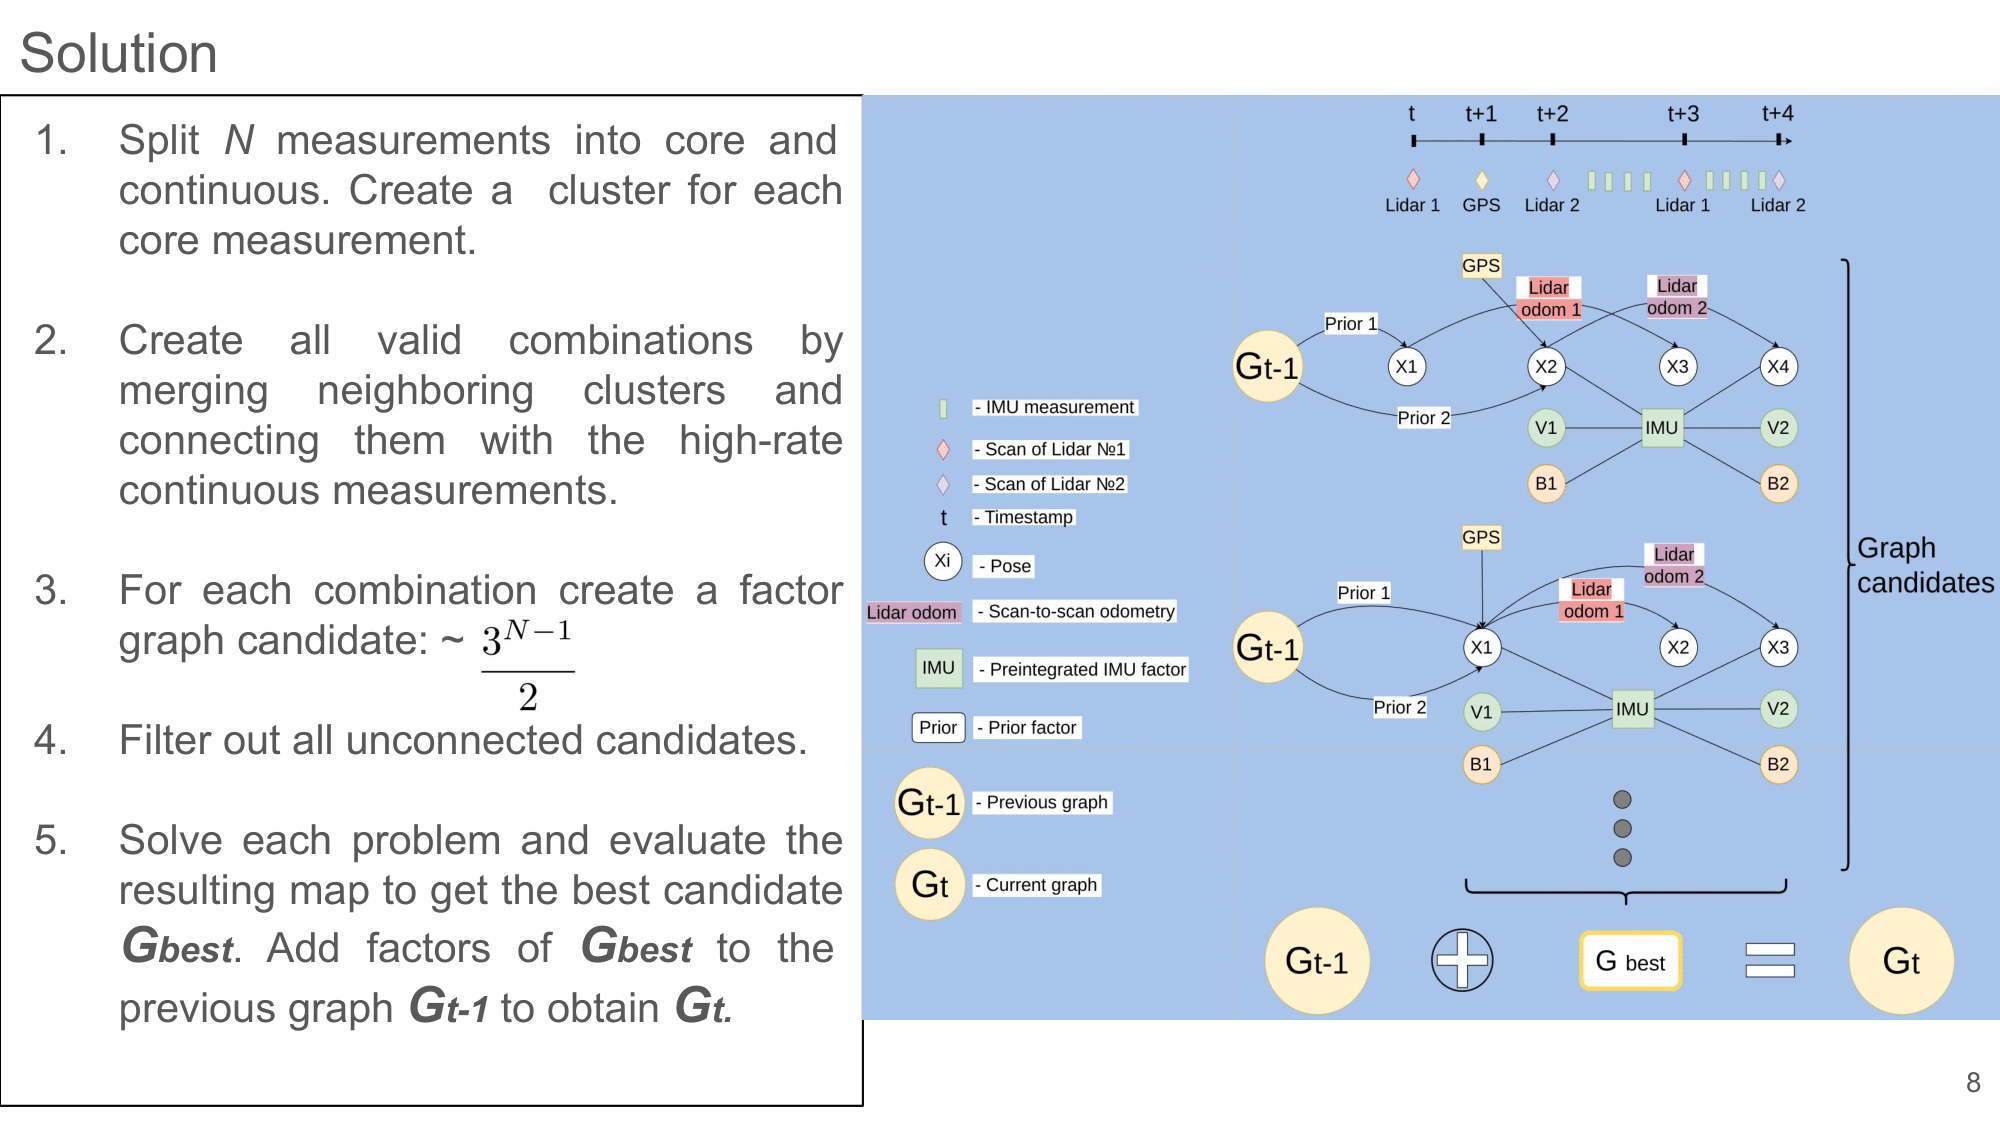 Solution
1. Split N measurements into core and
continuous. Create a cluster for each
core measurement.
2. Create all valid combinations by
merging neighboring clusters and
connecting them with the high-rate
continuous measurements.
3. For each combination create a factor
graph candidate: ~ 3^{N-1}/2
4. Filter out all unconnected candidates.
5. Solve each problem and evaluate the
resulting map to get the best candidate
Gbest. Add factors of Gbest to the
previous graph Gt-1 to obtain Gt.
- IMU measurement
- Scan of Lidar №1
- Scan of Lidar №2
t - Timestamp
Xi - Pose
Lidar odom - Scan-to-scan odometry
IMU - Preintegrated IMU factor
Prior - Prior factor
Gt-1 - Previous graph
Gt - Current graph
t t+1 t+2 t+3 t+4
Lidar 1 GPS Lidar 2 Lidar 1 Lidar 2
GPS
Lidar
odom 1
Lidar
odom 2
Prior 1
Gt-1 X1 X2 X3 X4
Prior 2
V1 IMU V2
B1 B2
GPS
Lidar
odom 2
Prior 1
Lidar
odom 1
Gt-1 X1 X2 X3
Prior 2
V1 IMU V2
B1 B2
Graph
candidates
Gt-1 G best Gt
8